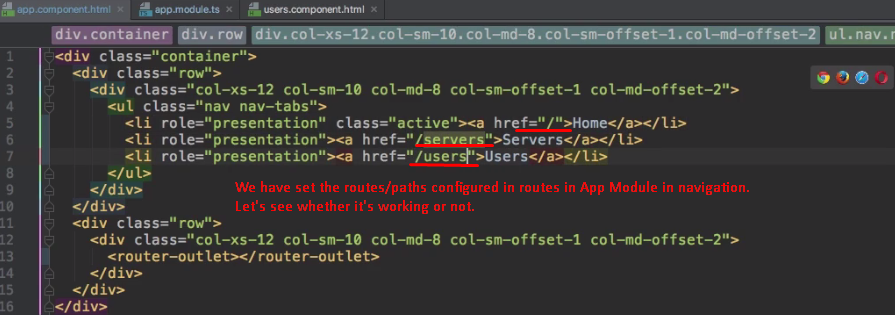 app.component.html × app.module.ts × users.component.html ×
div.container div.row div.col-xs-12.col-sm-10.col-md-8.col-sm-offset-1.col-md-offset-2
1 <div class="container">
2 <div class="row">
3 <div class="col-xs-12 col-sm-10 col-md-8 col-sm-offset-1 col-md-offset-2">
4 <ul class="nav nav-tabs">
5 <li role="presentation" class="active"><a href="/">Home</a></li>
6 <li role="presentation"><a href="/servers">Servers</a></li>
7 <li role="presentation"><a href="/users">Users</a></li>
8 </ul>
We have set the routes/paths configured in routes in App Module in navigation.
9 </div>
Let's see whether it's working or not.
10 </div>
11 <div class="row">
12 <div class="col-xs-12 col-sm-10 col-md-8 col-sm-offset-1 col-md-offset-2">
13 <router-outlet></router-outlet>
14 </div>
15 </div>
16 </div>